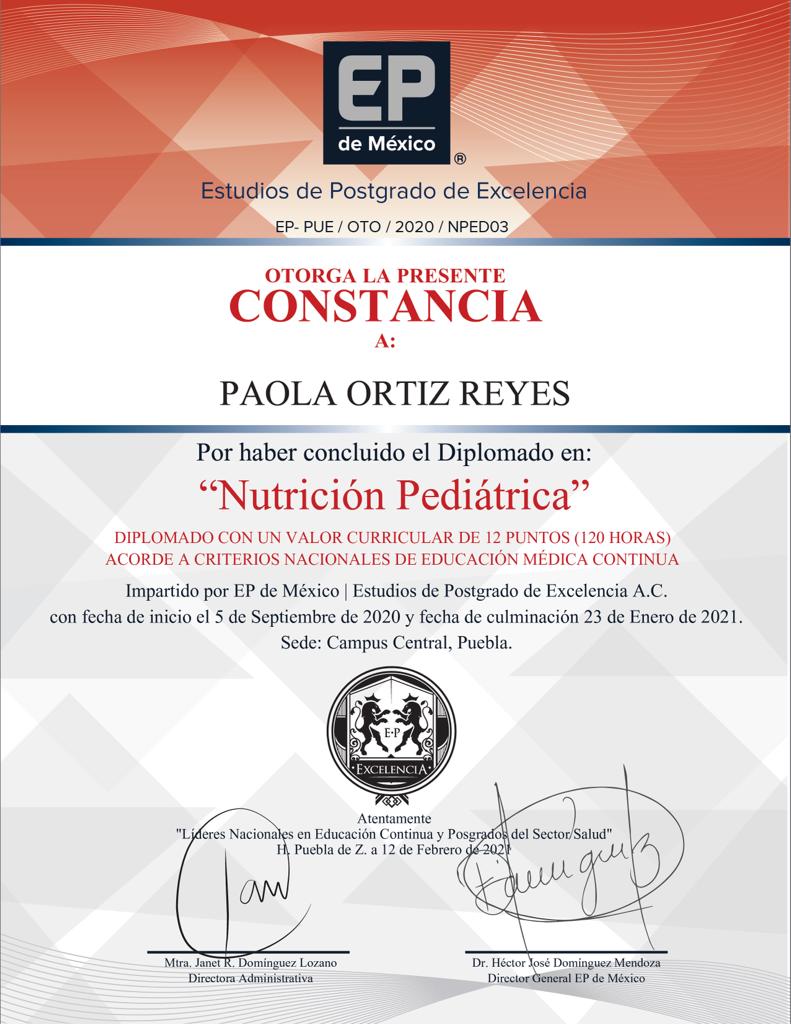 EP
de México
®
Estudios de Postgrado de Excelencia
EP- PUE / OTO / 2020 / NPED03
OTORGA LA PRESENTE
CONSTANCIA
A:
PAOLA ORTIZ REYES
Por haber concluido el Diplomado en:
“Nutrición Pediátrica”
DIPLOMADO CON UN VALOR CURRICULAR DE 12 PUNTOS (120 HORAS)
ACORDE A CRITERIOS NACIONALES DE EDUCACIÓN MÉDICA CONTINUA
Impartido por EP de México | Estudios de Postgrado de Excelencia A.C.
con fecha de inicio el 5 de Septiembre de 2020 y fecha de culminación 23 de Enero de 2021.
Sede: Campus Central, Puebla.
E·P
·EXCELENCIA·
Atentamente
"Líderes Nacionales en Educación Continua y Posgrados del Sector Salud"
H. Puebla de Z. a 12 de Febrero de 2021
Mtra. Janet R. Domínguez Lozano
Directora Administrativa
Dr. Héctor José Domínguez Mendoza
Director General EP de México